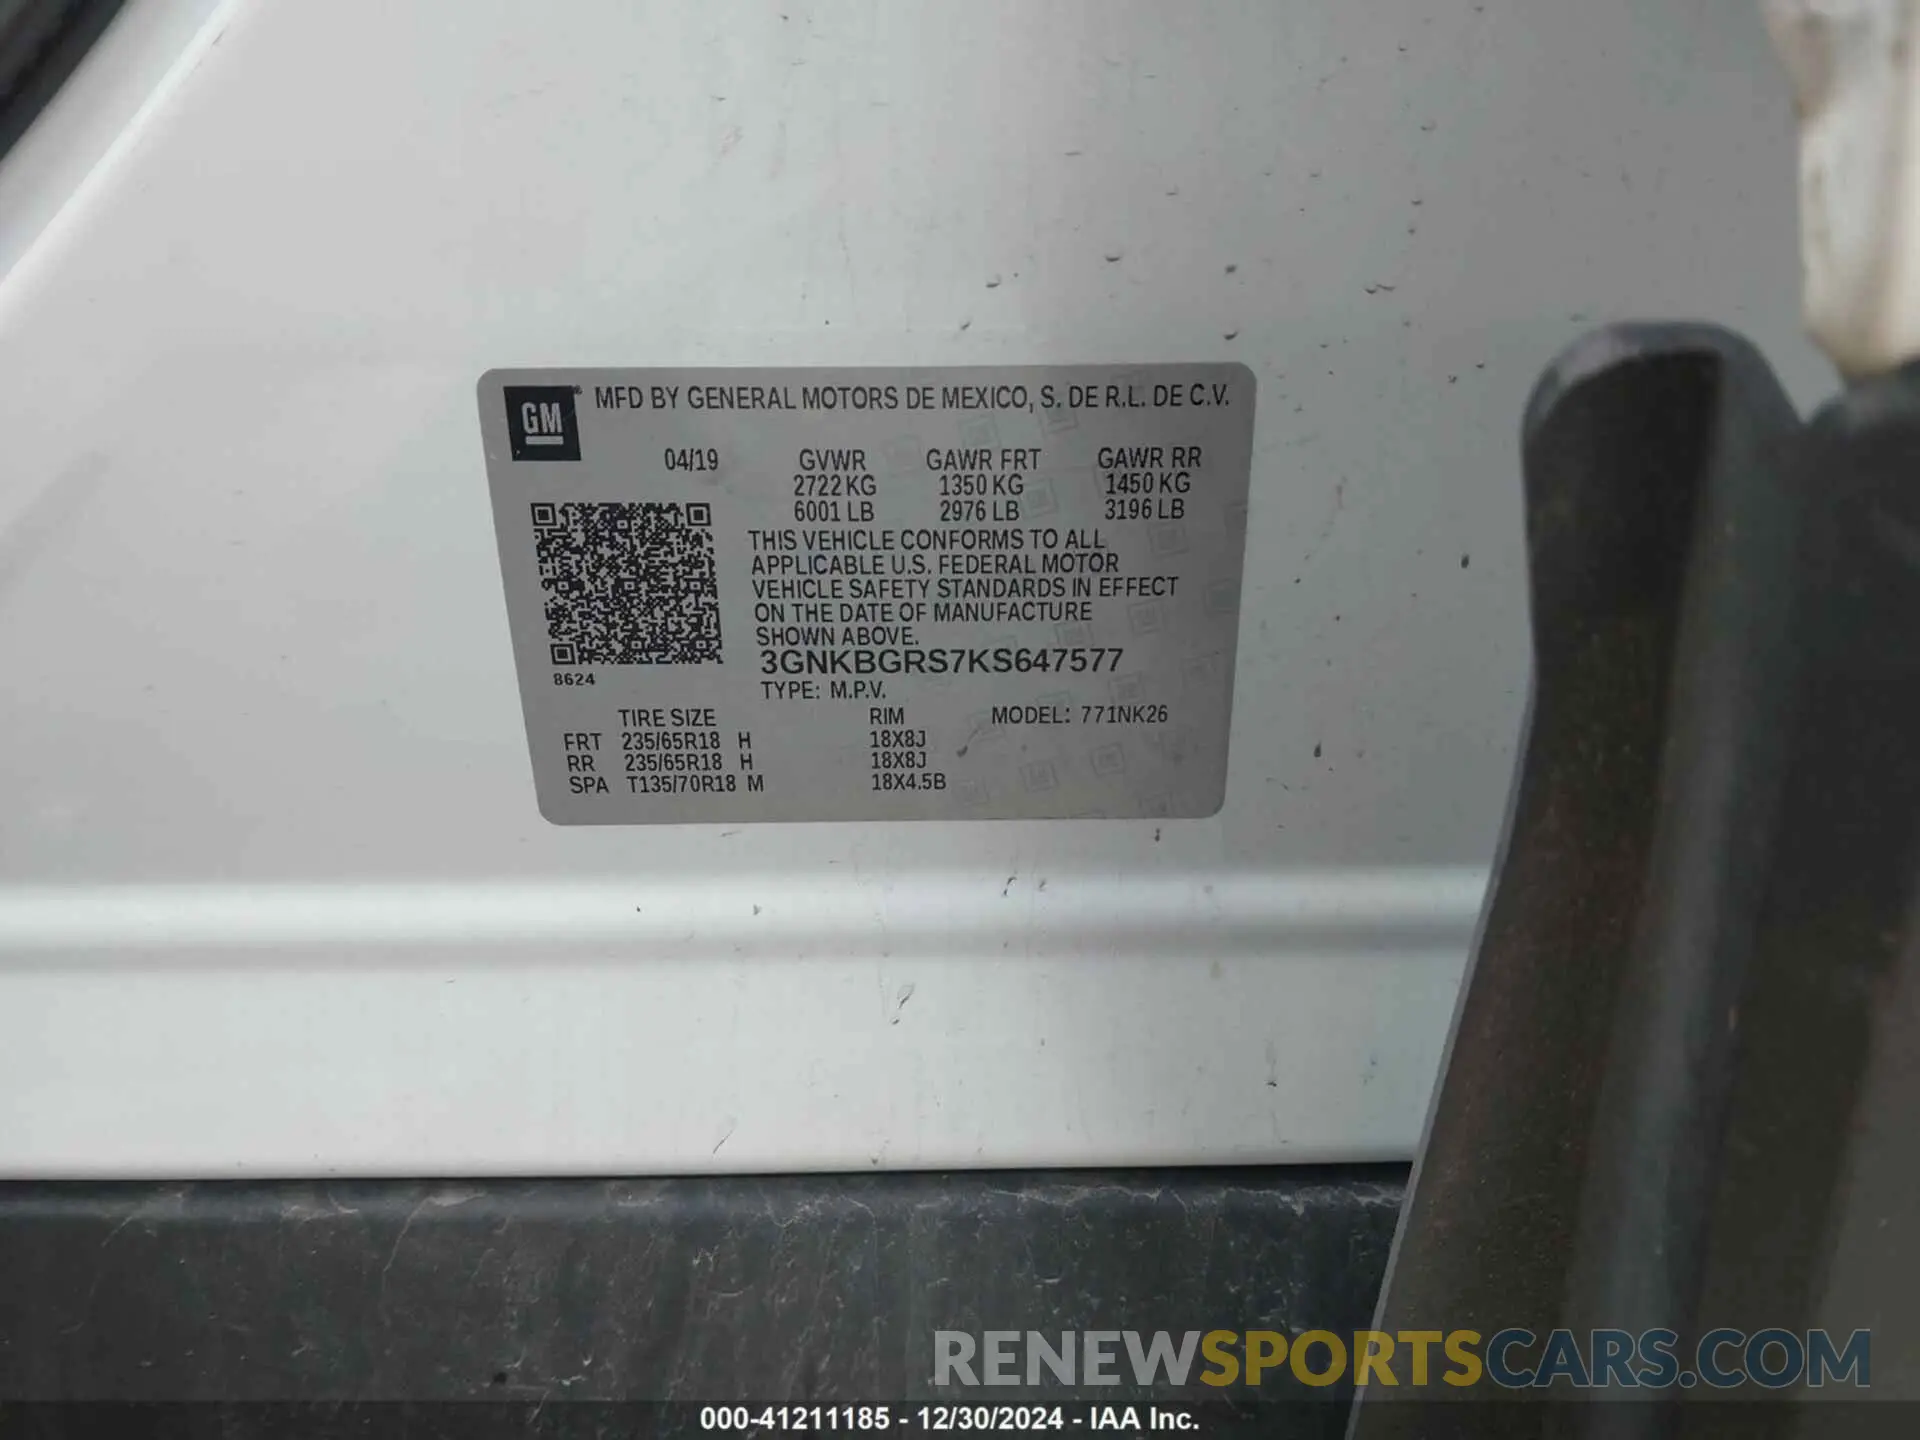 GM ® MFD BY GENERAL MOTORS DE MEXICO, S. DE R.L. DE C.V.
04/19 GVWR GAWR FRT GAWR RR
2722 KG 1350 KG 1450 KG
6001 LB 2976 LB 3196 LB
THIS VEHICLE CONFORMS TO ALL
APPLICABLE U.S. FEDERAL MOTOR
VEHICLE SAFETY STANDARDS IN EFFECT
ON THE DATE OF MANUFACTURE
SHOWN ABOVE.
3GNKBGRS7KS647577
8624
TYPE: M.P.V.
TIRE SIZE RIM MODEL: 771NK26
FRT 235/65R18 H 18X8J
RR 235/65R18 H 18X8J
SPA T135/70R18 M 18X4.5B
RENEWSPORTSCARS.COM
000-41211185 - 12/30/2024 - IAA Inc.